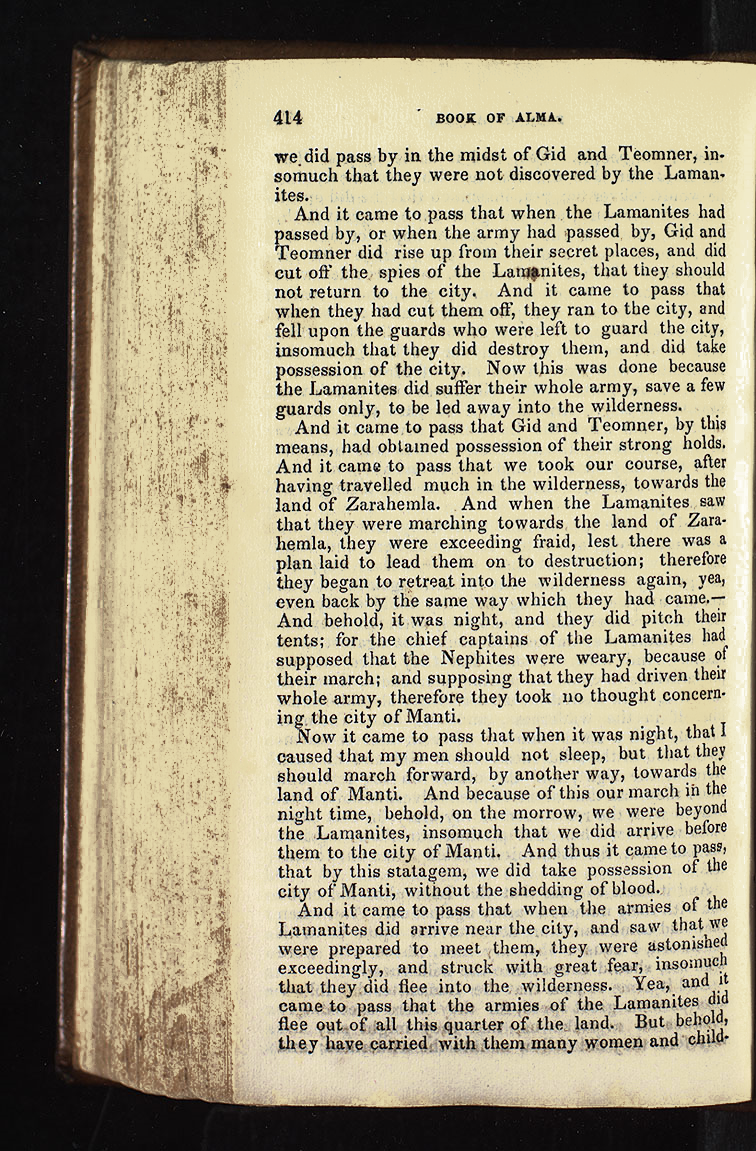 414 BOOK OF ALMA.
we did pass by in the midst of Gid and Teomner, in-
somuch that they were not discovered by the Laman-
ites.
And it came to pass that when the Lamanites had
passed by, or when the army had passed by, Gid and
Teomner did rise up from their secret places, and did
cut off the spies of the Lamanites, that they should
not return to the city. And it came to pass that
when they had cut them off, they ran to the city, and
fell upon the guards who were left to guard the city,
insomuch that they did destroy them, and did take
possession of the city. Now this was done because
the Lamanites did suffer their whole army, save a few
guards only, to be led away into the wilderness.
And it came to pass that Gid and Teomner, by this
means, had obtained possession of their strong holds.
And it came to pass that we took our course, after
having travelled much in the wilderness, towards the
land of Zarahemla. And when the Lamanites saw
that they were marching towards the land of Zara-
hemla, they were exceeding fraid, lest there was a
plan laid to lead them on to destruction; therefore
they began to retreat into the wilderness again, yea,
even back by the same way which they had came.—
And behold, it was night, and they did pitch their
tents; for the chief captains of the Lamanites had
supposed that the Nephites were weary, because of
their march; and supposing that they had driven their
whole army, therefore they took no thought concern-
ing the city of Manti.
Now it came to pass that when it was night, that I
caused that my men should not sleep, but that they
should march forward, by another way, towards the
land of Manti. And because of this our march in the
night time, behold, on the morrow, we were beyond
the Lamanites, insomuch that we did arrive before
them to the city of Manti. And thus it came to pass,
that by this statagem, we did take possession of the
city of Manti, without the shedding of blood.
And it came to pass that when the armies of the
Lamanites did arrive near the city, and saw that we
were prepared to meet them, they were astonished
exceedingly, and struck with great fear, insomuch
that they did flee into the wilderness. Yea, and it
came to pass that the armies of the Lamanites did
flee out of all this quarter of the land. But behold,
they have carried with them many women and child-